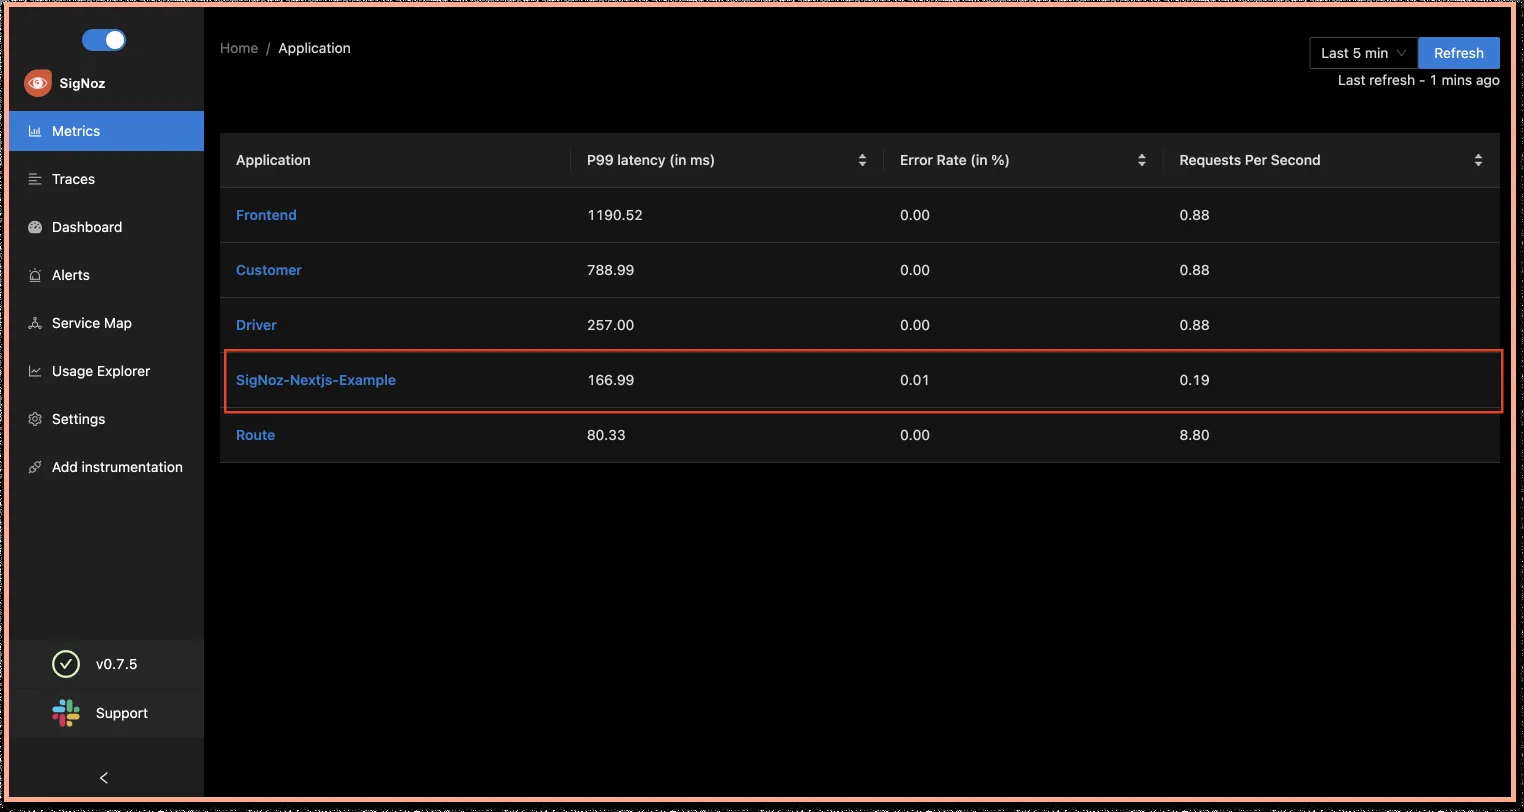 Home / Application
Last 5 min
Refresh
Last refresh - 1 mins ago
SigNoz
Metrics
Traces
Dashboard
Alerts
Service Map
Usage Explorer
Settings
Add instrumentation
v0.7.5
Support
Application P99 latency (in ms) Error Rate (in %) Requests Per Second
Frontend 1190.52 0.00 0.88
Customer 788.99 0.00 0.88
Driver 257.00 0.00 0.88
SigNoz-Nextjs-Example 166.99 0.01 0.19
Route 80.33 0.00 8.80